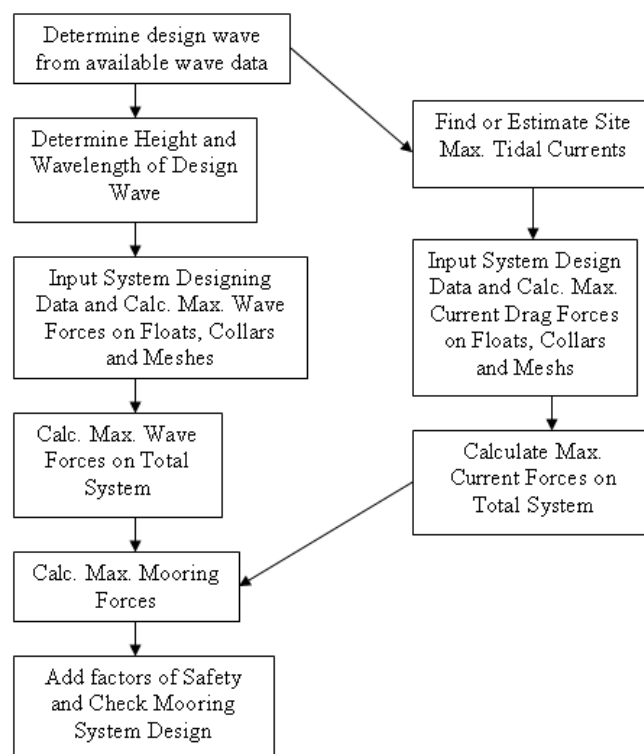 Determine design wave
from available wave data
Determine Height and
Wavelength of Design
Wave
Input System Designing
Data and Calc. Max. Wave
Forces on Floats, Collars
and Meshes
Calc. Max. Wave
Forces on Total
System
Calc. Max. Mooring
Forces
Add factors of Safety
and Check Mooring
System Design
Find or Estimate Site
Max. Tidal Currents
Input System Design
Data and Calc. Max.
Current Drag Forces
on Floats, Collars
and Meshs
Calculate Max.
Current Forces on
Total System